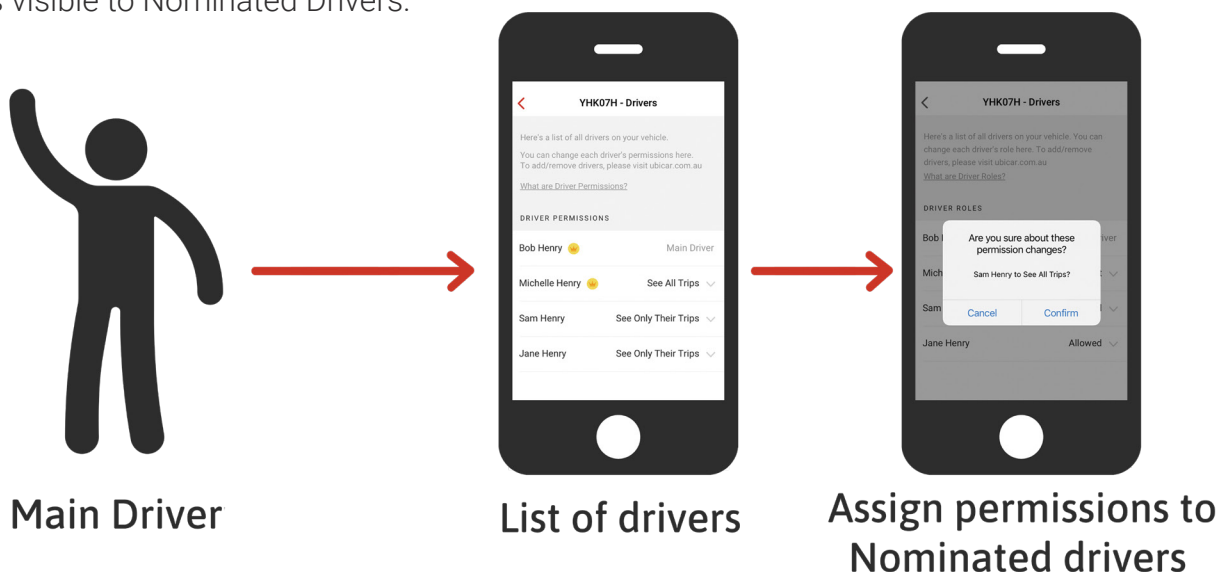 s visible to Nominated Drivers.
YHK07H - Drivers
Here's a list of all drivers on your vehicle.
You can change each driver's permissions here.
To add/remove drivers, please visit ubicar.com.au
What are Driver Permissions?
DRIVER PERMISSIONS
Bob Henry Main Driver
Michelle Henry See All Trips
Sam Henry See Only Their Trips
Jane Henry See Only Their Trips
YHK07H - Drivers
Here's a list of all drivers on your vehicle. You can
change each driver's role here. To add/remove
drivers, please visit ubicar.com.au
What are Driver Roles?
DRIVER ROLES
Bob
Mich
Sam
Are you sure about these
permission changes?
Sam Henry to See All Trips?
Cancel Confirm
Jane Henry Allowed
Main Driver
List of drivers
Assign permissions to
Nominated drivers